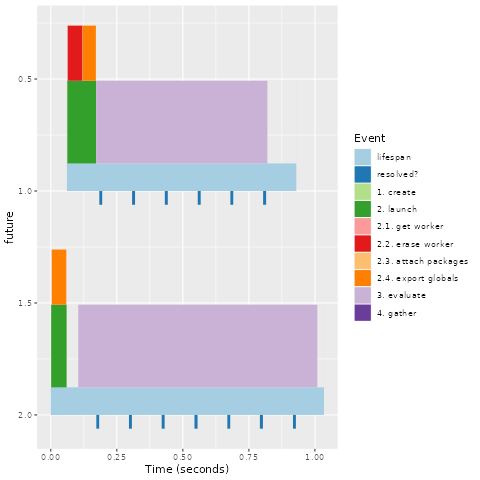 0.5
1.0
1.5
2.0
future
0.00
0.25
0.50
0.75
1.00
Time (seconds)
Event
lifespan
resolved?
1. create
2. launch
2.1. get worker
2.2. erase worker
2.3. attach packages
2.4. export globals
3. evaluate
4. gather